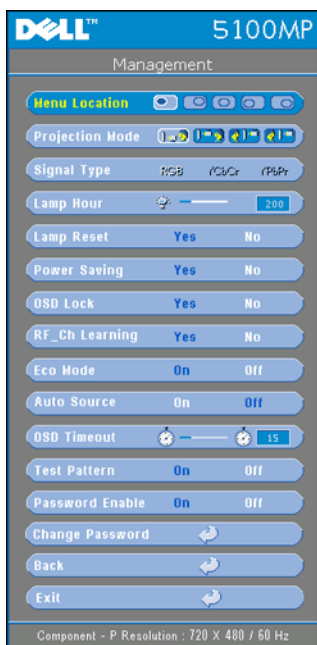 DELL™ 5100MP
Management
Menu Location
Projection Mode
Signal Type RGB YCbCr YPbPr
Lamp Hour 200
Lamp Reset Yes No
Power Saving Yes No
OSD Lock Yes No
RF_Ch Learning Yes No
Eco Mode On Off
Auto Source On Off
OSD Timeout 15
Test Pattern On Off
Password Enable On Off
Change Password
Back
Exit
Component - P Resolution : 720 X 480 / 60 Hz